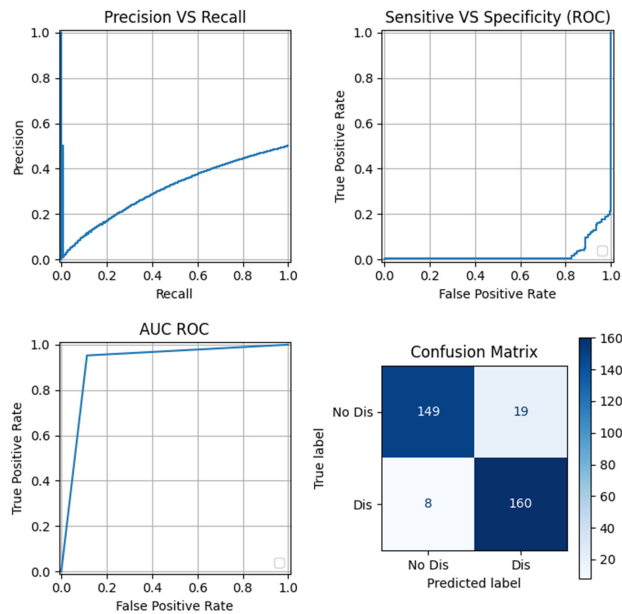 Precision VS Recall
Precision
1.0
0.8
0.6
0.4
0.2
0.0
0.0 0.2 0.4 0.6 0.8 1.0
Recall
Sensitive VS Specificity (ROC)
True Positive Rate
1.0
0.8
0.6
0.4
0.2
0.0
0.0 0.2 0.4 0.6 0.8 1.0
False Positive Rate
AUC ROC
True Positive Rate
1.0
0.8
0.6
0.4
0.2
0.0
0.0 0.2 0.4 0.6 0.8 1.0
False Positive Rate
Confusion Matrix
True label
No Dis 149 19
Dis 8 160
No Dis Dis
Predicted label
160
140
120
100
80
60
40
20